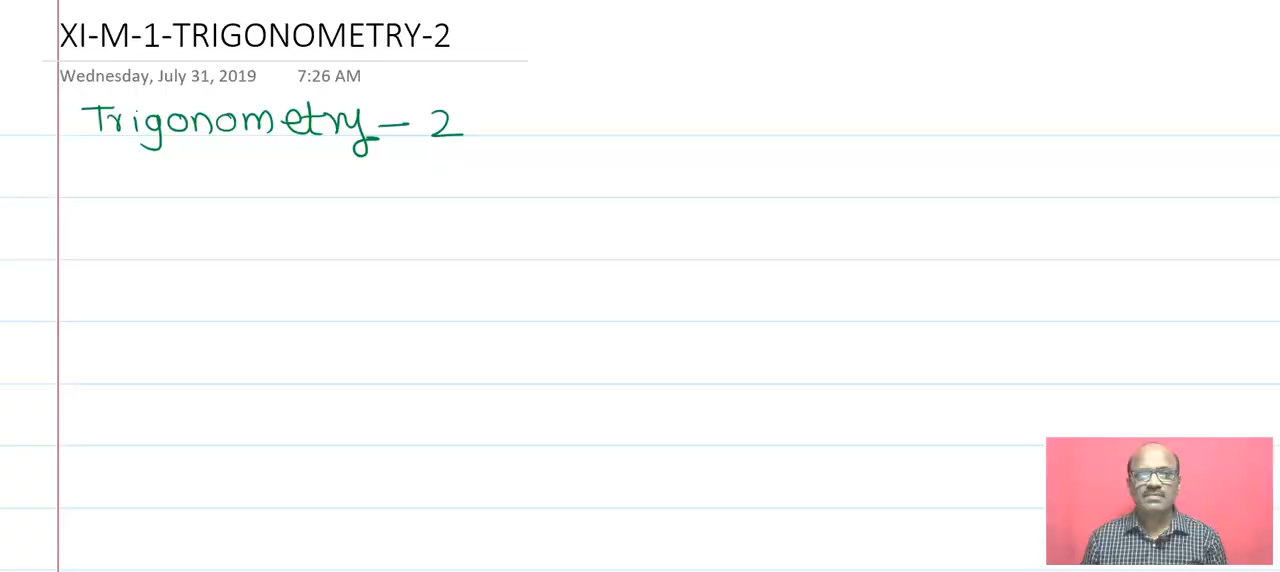 XI-M-1-TRIGONOMETRY-2
Wednesday, July 31, 2019 7:26 AM
Trigonometry - 2